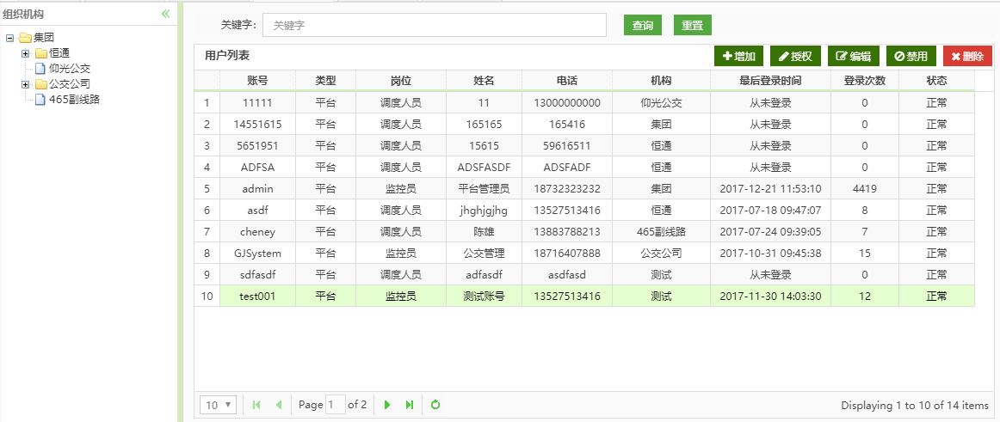 组织机构
集团
恒通
仰光公交
公交公司
465副线路
关键字: 关键字 查询 重置
用户列表 增加 授权 编辑 禁用 删除
账号 类型 岗位 姓名 电话 机构 最后登录时间 登录次数 状态
1 11111 平台 调度人员 11 13000000000 仰光公交 从未登录 0 正常
2 14551615 平台 调度人员 165165 165416 集团 从未登录 0 正常
3 5651951 平台 调度人员 15615 59616511 恒通 从未登录 0 正常
4 ADFSA 平台 调度人员 ADSFASDF ADSFADF 恒通 从未登录 0 正常
5 admin 平台 监控员 平台管理员 18732323232 集团 2017-12-21 11:53:10 4419 正常
6 asdf 平台 调度人员 jhghjgjhg 13527513416 恒通 2017-07-18 09:47:07 8 正常
7 cheney 平台 调度人员 陈雄 13883788213 465副线路 2017-07-24 09:39:05 7 正常
8 GJSystem 平台 监控员 公交管理 18716407888 公交公司 2017-10-31 09:45:38 15 正常
9 sdfasdf 平台 调度人员 adfasdf asdfasd 测试 从未登录 0 正常
10 test001 平台 监控员 测试账号 13527513416 测试 2017-11-30 14:03:30 12 正常
10 Page 1 of 2 Displaying 1 to 10 of 14 items